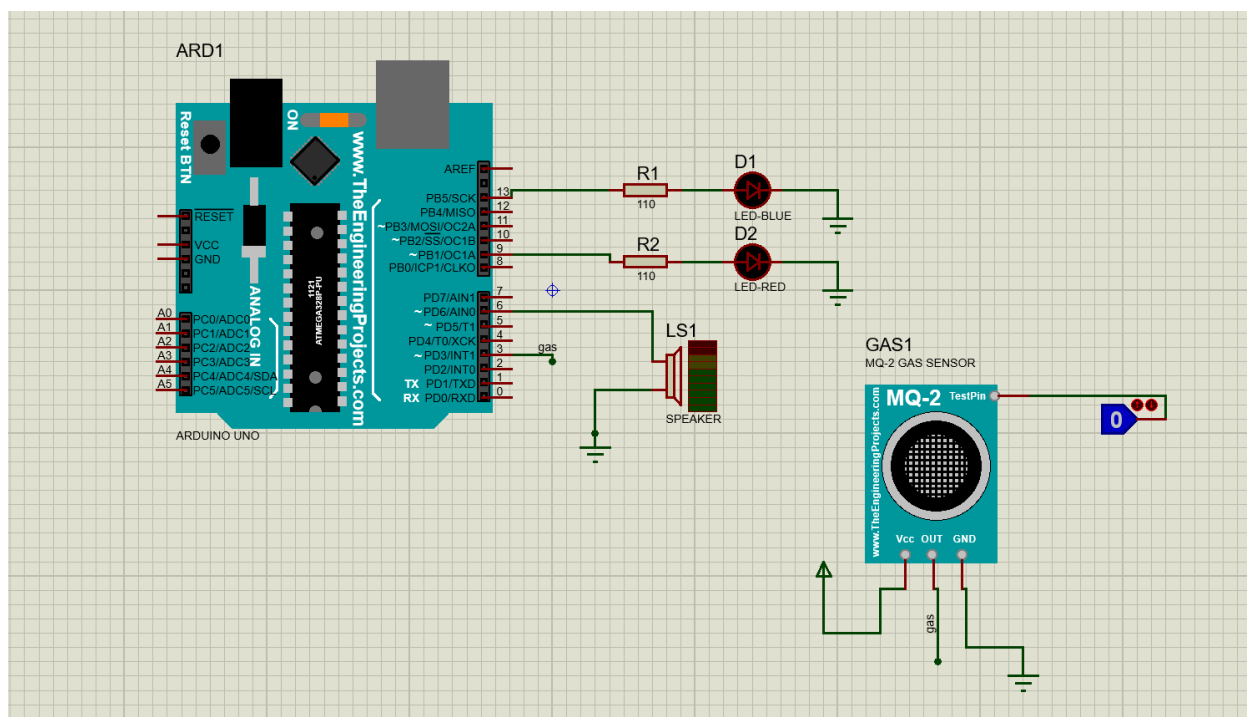 ARD1
Reset BTN
ON
www.TheEngineeringProjects.com
1121
ATMEGA328P-PU
ANALOG IN
RESET
VCC
GND
A0 PC0/ADC0
A1 PC1/ADC1
A2 PC2/ADC2
A3 PC3/ADC3
A4 PC4/ADC4/SDA
A5 PC5/ADC5/SCL
AREF
PB5/SCK 13
PB4/MISO 12
~PB3/MOSI/OC2A 11
~PB2/SS/OC1B 10
~PB1/OC1A 9
PB0/ICP1/CLKO 8
PD7/AIN1 7
~PD6/AIN0 6
~PD5/T1 5
PD4/T0/XCK 4
~PD3/INT1 3
PD2/INT0 2
TX PD1/TXD 1
RX PD0/RXD 0
ARDUINO UNO
R1
110
D1
LED-BLUE
R2
110
D2
LED-RED
gas
LS1
SPEAKER
GAS1
MQ-2 GAS SENSOR
MQ-2 TestPin
www.TheEngineeringProjects.com
Vcc OUT GND
0
gas